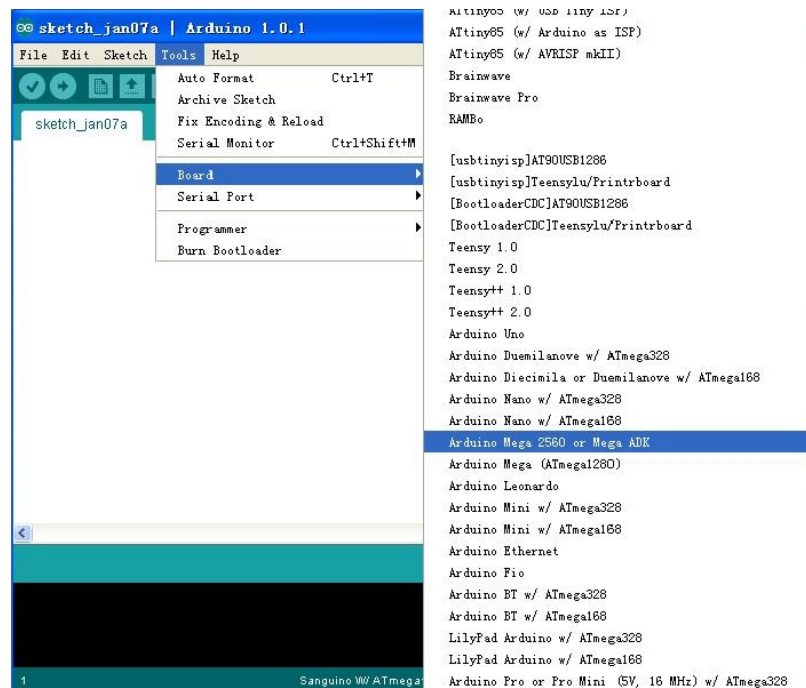 sketch_jan07a | Arduino 1.0.1
File Edit Sketch Tools Help
sketch_jan07a
Auto Format Ctrl+T
Archive Sketch
Fix Encoding & Reload
Serial Monitor Ctrl+Shift+M
Board
Serial Port
Programmer
Burn Bootloader
1
Sanguino W/ ATmega
ATtiny85 (w/ USB Tiny ISP)
ATtiny85 (w/ Arduino as ISP)
ATtiny85 (w/ AVRISP mkII)
Brainwave
Brainwave Pro
RAMBo
[usbtinyisp]AT90USB1286
[usbtinyisp]Teensylu/Printrboard
[BootloaderCDC]AT90USB1286
[BootloaderCDC]Teensylu/Printrboard
Teensy 1.0
Teensy 2.0
Teensy++ 1.0
Teensy++ 2.0
Arduino Uno
Arduino Duemilanove w/ ATmega328
Arduino Diecimila or Duemilanove w/ ATmega168
Arduino Nano w/ ATmega328
Arduino Nano w/ ATmega168
Arduino Mega 2560 or Mega ADK
Arduino Mega (ATmega1280)
Arduino Leonardo
Arduino Mini w/ ATmega328
Arduino Mini w/ ATmega168
Arduino Ethernet
Arduino Fio
Arduino BT w/ ATmega328
Arduino BT w/ ATmega168
LilyPad Arduino w/ ATmega328
LilyPad Arduino w/ ATmega168
Arduino Pro or Pro Mini (5V, 16 MHz) w/ ATmega328